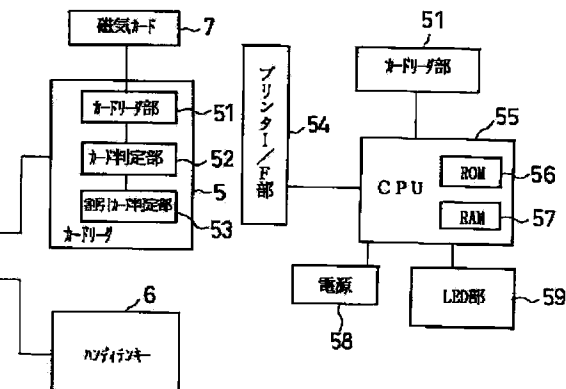 磁気カード
7
カードリーダ部
51
カード判定部
52
5
割引カード判定部
53
カードリーダ
6
ハンディテンキー
プリンターI/F部
54
51
カードリーダ部
55
CPU
ROM
56
RAM
57
電源
58
LED部
59